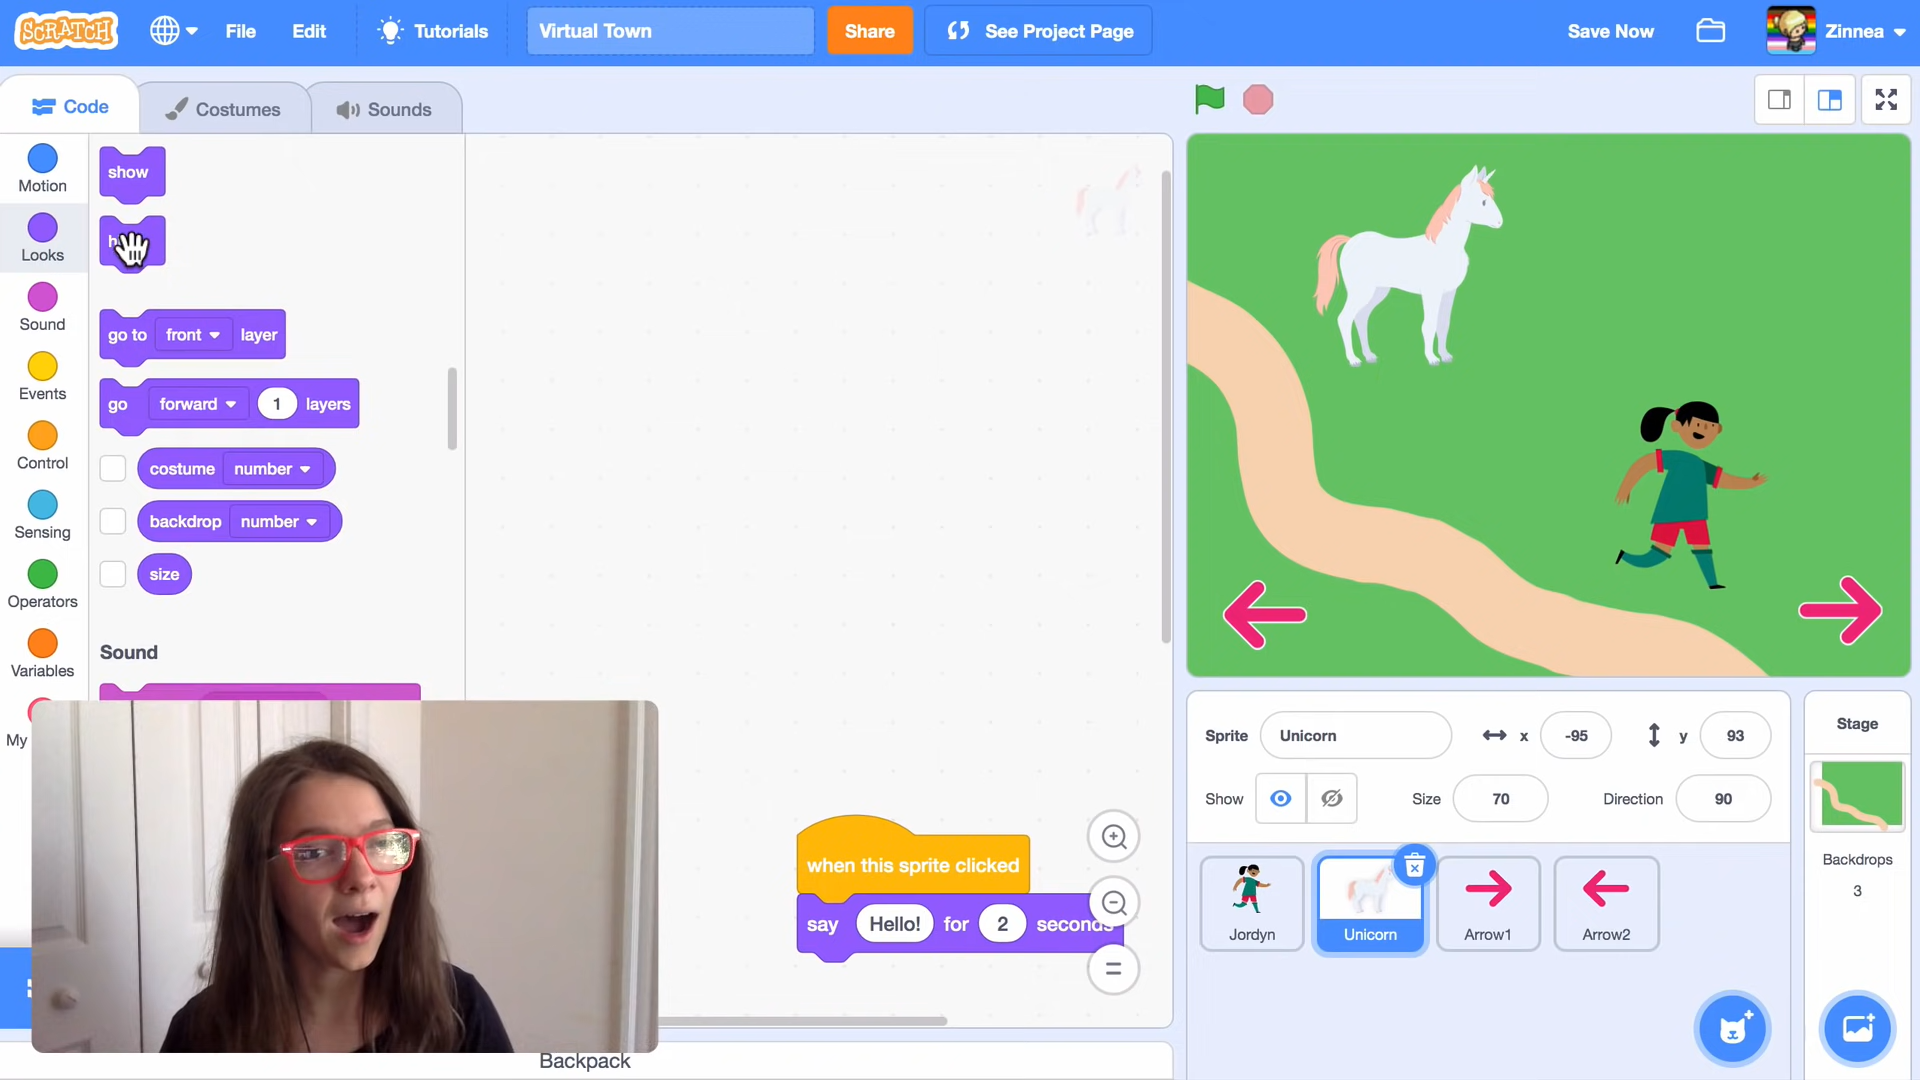 SCRATCH
File
Edit
Tutorials
Virtual Town
Share
See Project Page
Save Now
Zinnea
Code
Costumes
Sounds
Motion
Looks
Sound
Events
Control
Sensing
Operators
Variables
My
show
go to front layer
go forward 1 layers
costume number
backdrop number
size
Sound
when this sprite clicked
say Hello! for 2 seconds
Backpack
Sprite Unicorn x -95 y 93
Show Size 70 Direction 90
Jordyn
Unicorn
Arrow1
Arrow2
Stage
Backdrops
3